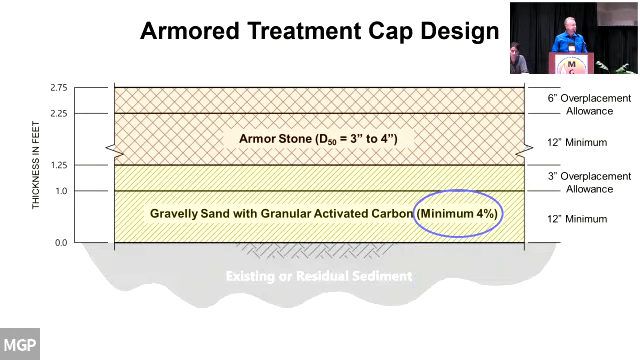 Armored Treatment Cap Design
M
G
THICKNESS IN FEET
2.75
2.25
1.25
1.0
0.0
Armor Stone (D50 = 3" to 4")
Gravelly Sand with Granular Activated Carbon (Minimum 4%)
6" Overplacement
Allowance
12" Minimum
3" Overplacement
Allowance
12" Minimum
Existing or Residual Sediment
MGP